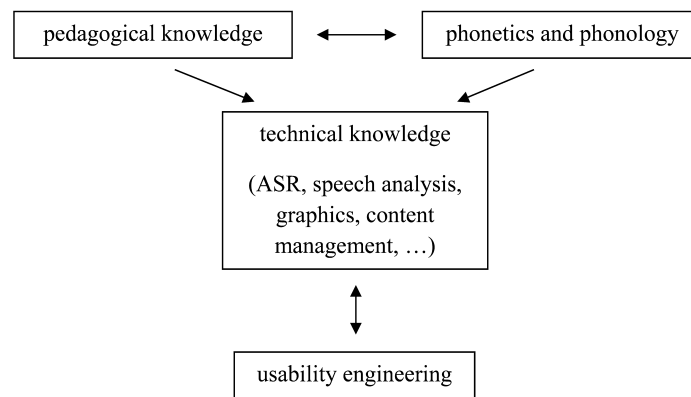 pedagogical knowledge
phonetics and phonology
technical knowledge
(ASR, speech analysis,
graphics, content
management, …)
usability engineering